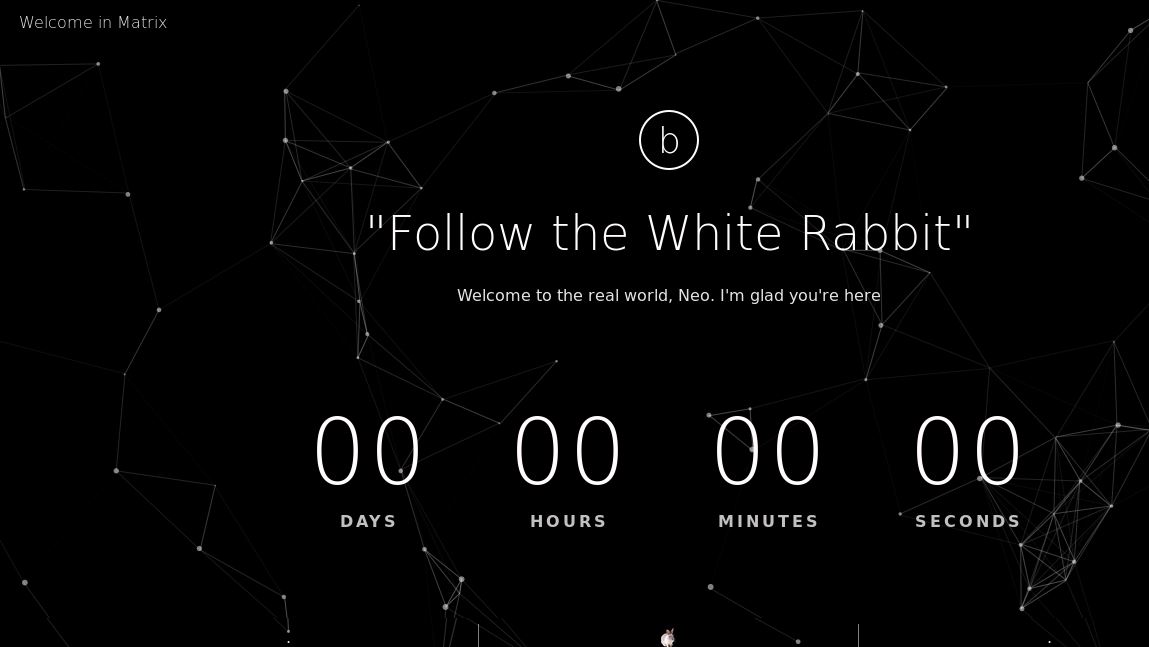 Welcome in Matrix
b
"Follow the White Rabbit"
Welcome to the real world, Neo. I'm glad you're here
00 00 00 00
DAYS HOURS MINUTES SECONDS